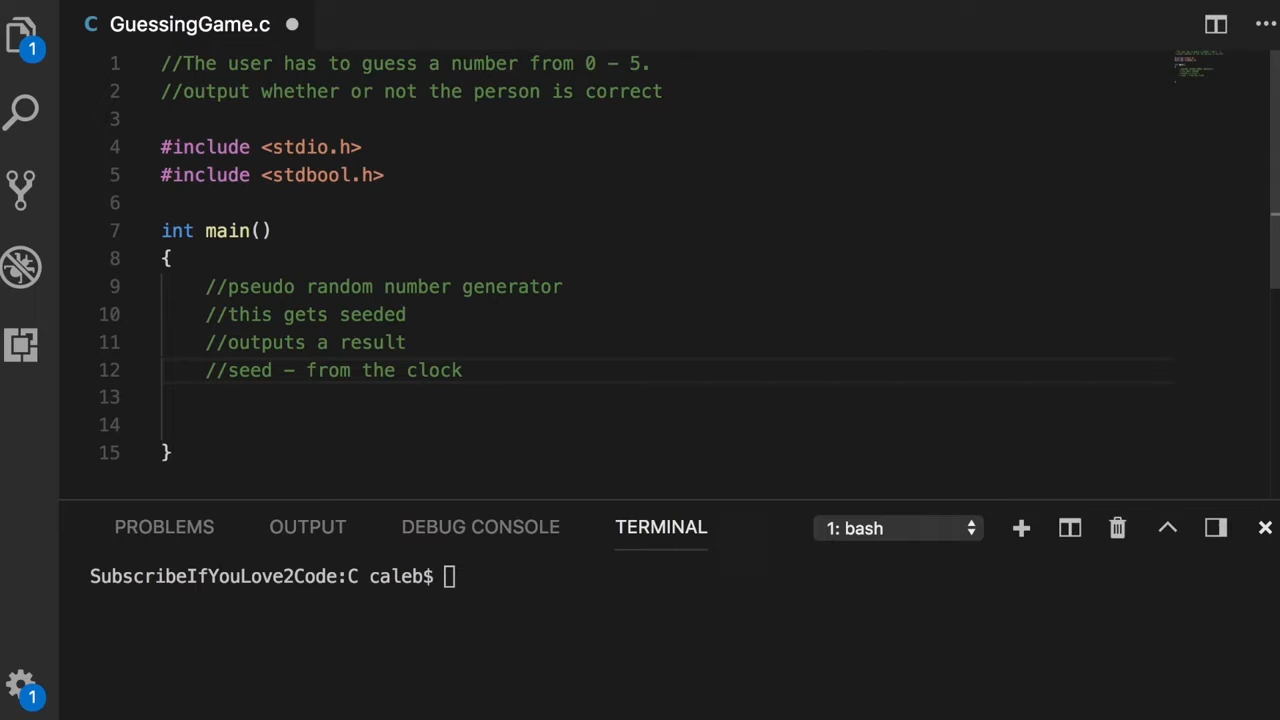 C GuessingGame.c
1 //The user has to guess a number from 0 - 5.
2 //output whether or not the person is correct
3
4 #include <stdio.h>
5 #include <stdbool.h>
6
7 int main()
8 {
9 //pseudo random number generator
10 //this gets seeded
11 //outputs a result
12 //seed - from the clock
13
14
15 }
PROBLEMS OUTPUT DEBUG CONSOLE TERMINAL 1: bash
SubscribeIfYouLove2Code:C caleb$
1
1